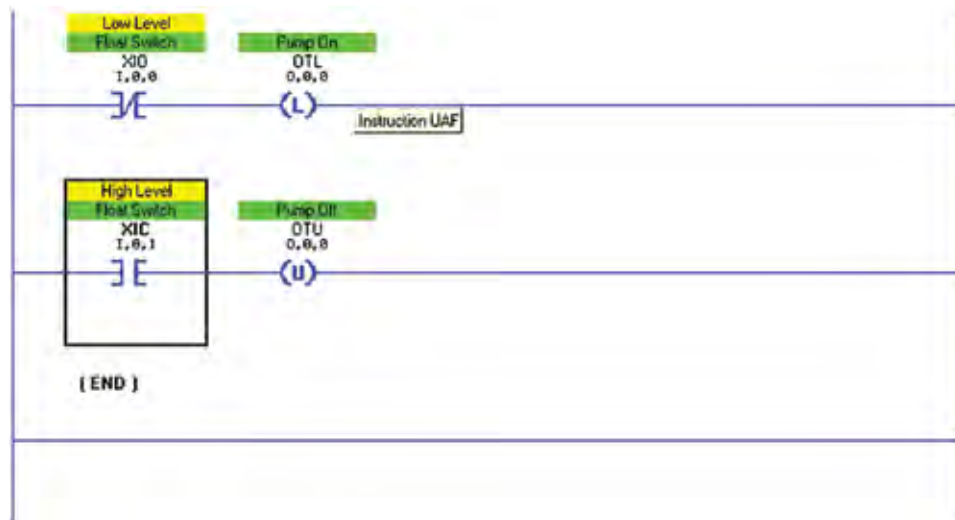 Low Level
Float Switch
XIO
I,0,0
]/[
Pump On
OTL
O,0,0
(L)
Instruction UAF
High Level
Float Switch
XIC
I,0,1
] [
Pump Off
OTU
O,0,0
(U)
[ END ]